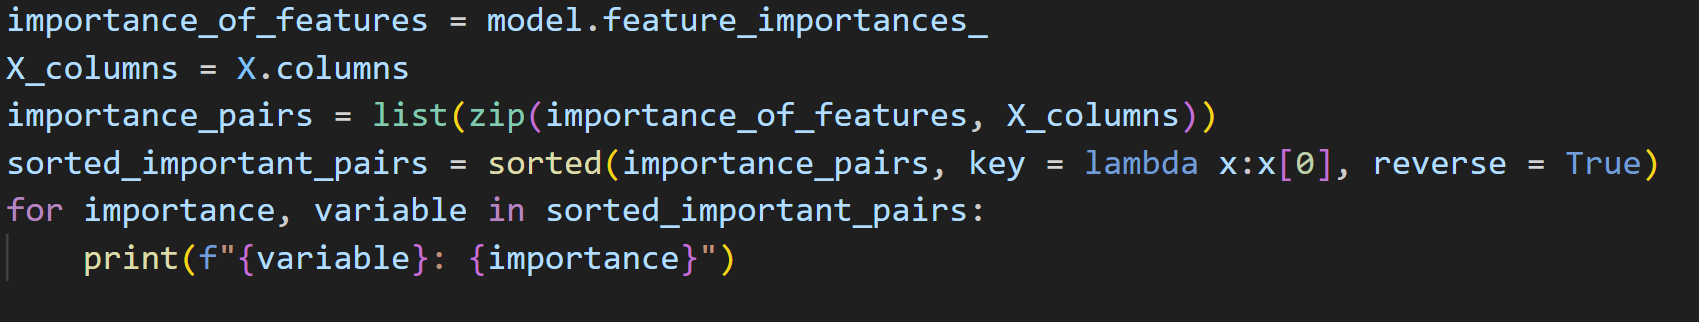 importance_of_features = model.feature_importances_
X_columns = X.columns
importance_pairs = list(zip(importance_of_features, X_columns))
sorted_important_pairs = sorted(importance_pairs, key = lambda x:x[0], reverse = True)
for importance, variable in sorted_important_pairs:
    print(f"{variable}: {importance}")